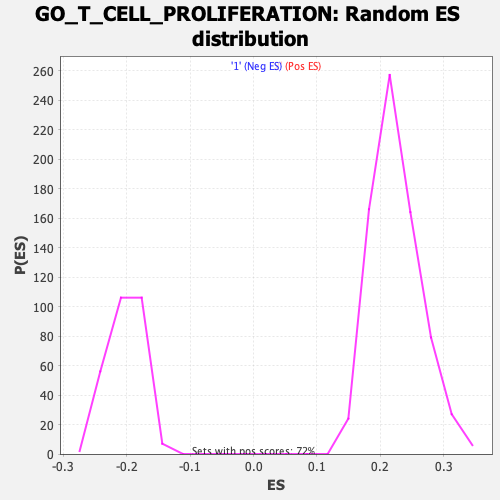 GO_T_CELL_PROLIFERATION: Random ES
distribution
'1' (Neg ES) (Pos ES)
260
240
220
200
180
160
140
120
100
80
60
40
20
0
P(ES)
Sets with pos scores: 72%
-0.3 -0.2 -0.1 0.0 0.1 0.2 0.3
ES